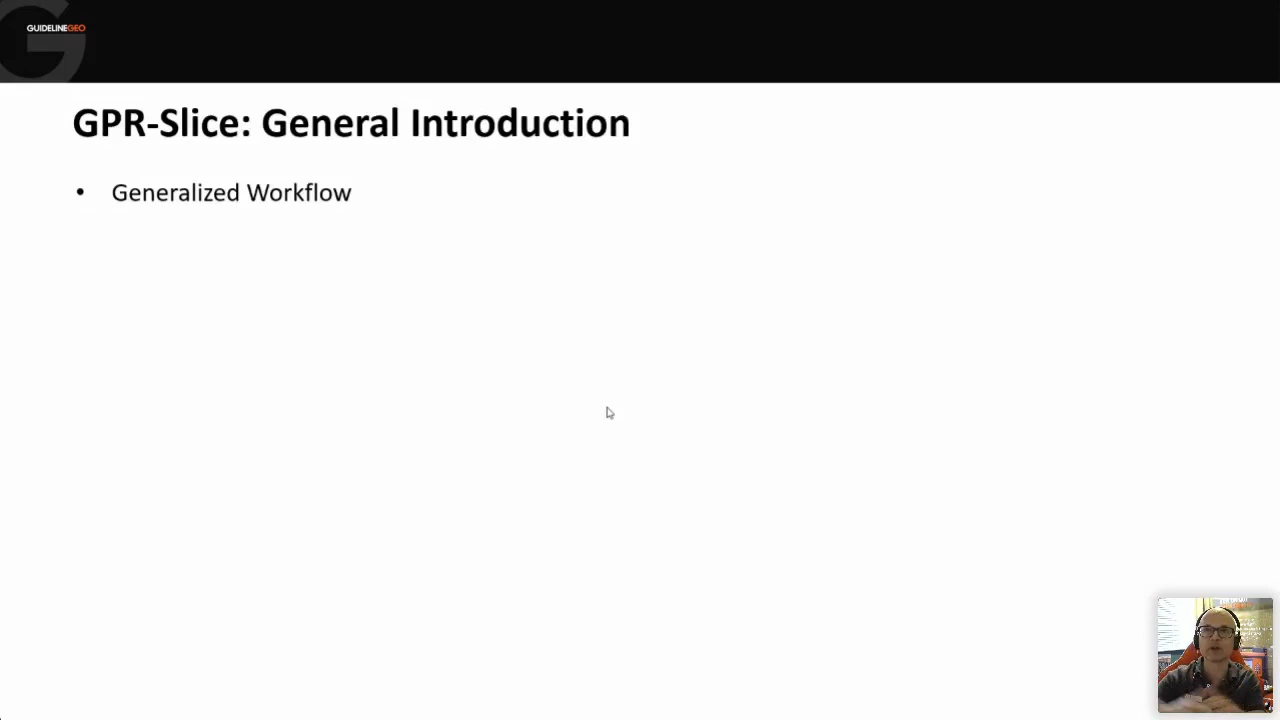 GUIDELINEGEO
GPR-Slice: General Introduction
• Generalized Workflow